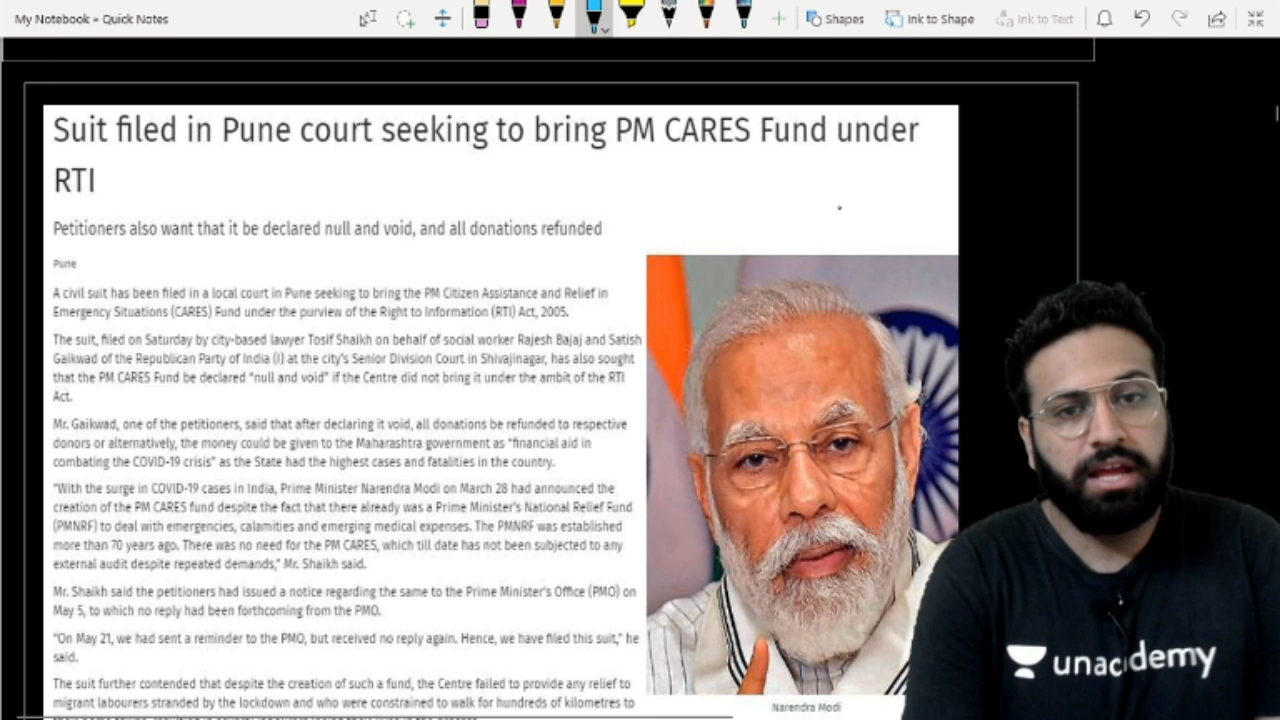 My Notebook » Quick Notes
Shapes
Ink to Shape
Ink to Text
Suit filed in Pune court seeking to bring PM CARES Fund under
RTI
Petitioners also want that it be declared null and void, and all donations refunded
Pune
A civil suit has been filed in a local court in Pune seeking to bring the PM Citizen Assistance and Relief in
Emergency Situations (CARES) Fund under the purview of the Right to Information (RTI) Act, 2005.
The suit, filed on Saturday by city-based lawyer Tosif Shaikh on behalf of social worker Rajesh Bajaj and Satish
Gaikwad of the Republican Party of India (I) at the city's Senior Division Court in Shivajinagar, has also sought
that the PM CARES Fund be declared "null and void" if the Centre did not bring it under the ambit of the RTI
Act.
Mr. Gaikwad, one of the petitioners, said that after declaring it void, all donations be refunded to respective
donors or alternatively, the money could be given to the Maharashtra government as "financial aid in
combating the COVID-19 crisis" as the State had the highest cases and fatalities in the country.
"With the surge in COVID-19 cases in India, Prime Minister Narendra Modi on March 28 had announced the
creation of the PM CARES fund despite the fact that there already was a Prime Minister's National Relief Fund
(PMNRF) to deal with emergencies, calamities and emerging medical expenses. The PMNRF was established
more than 70 years ago. There was no need for the PM CARES, which till date has not been subjected to any
external audit despite repeated demands," Mr. Shaikh said.
Mr. Shaikh said the petitioners had issued a notice regarding the same to the Prime Minister's Office (PMO) on
May 5, to which no reply had been forthcoming from the PMO.
"On May 21, we had sent a reminder to the PMO, but received no reply again. Hence, we have filed this suit," he
said.
The suit further contended that despite the creation of such a fund, the Centre failed to provide any relief to
migrant labourers stranded by the lockdown and who were constrained to walk for hundreds of kilometres to
Narendra Modi
unacademy